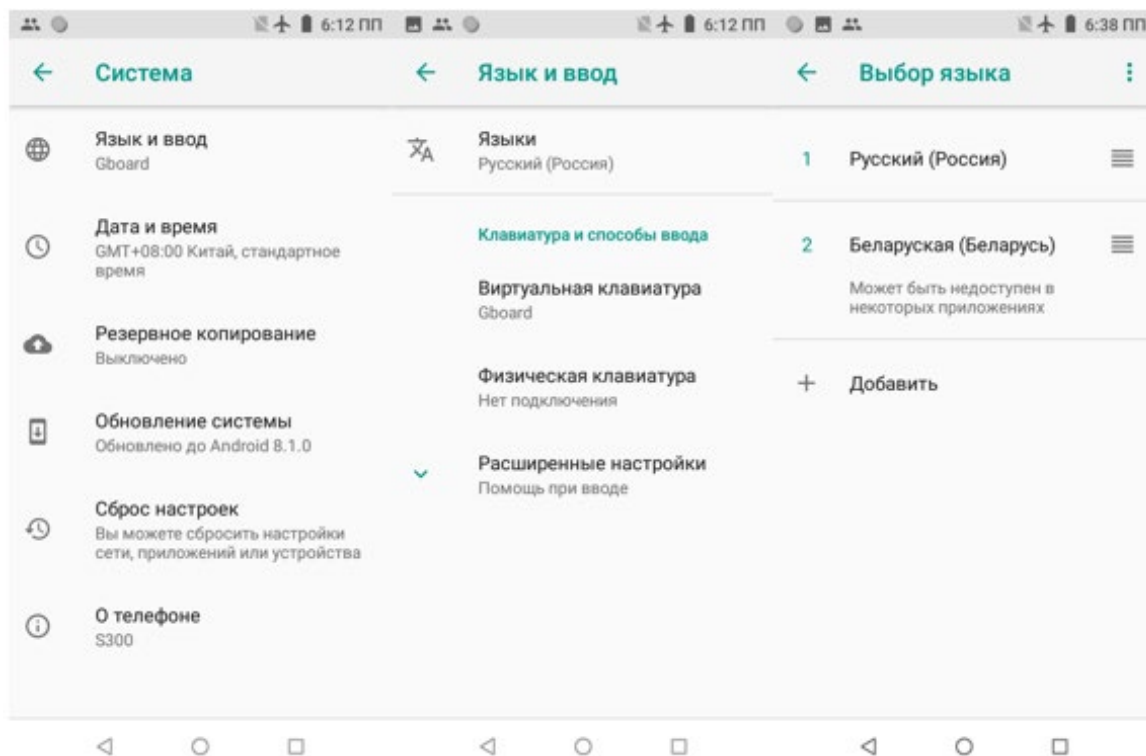 6:12 ПП
Система
Язык и ввод
Gboard
Дата и время
GMT+08:00 Китай, стандартное
время
Резервное копирование
Выключено
Обновление системы
Обновлено до Android 8.1.0
Сброс настроек
Вы можете сбросить настройки
сети, приложений или устройства
О телефоне
S300
6:12 ПП
Язык и ввод
Языки
Русский (Россия)
Клавиатура и способы ввода
Виртуальная клавиатура
Gboard
Физическая клавиатура
Нет подключения
Расширенные настройки
Помощь при вводе
6:38 ПП
Выбор языка
1 Русский (Россия)
2 Беларуская (Беларусь)
Может быть недоступен в
некоторых приложениях
Добавить